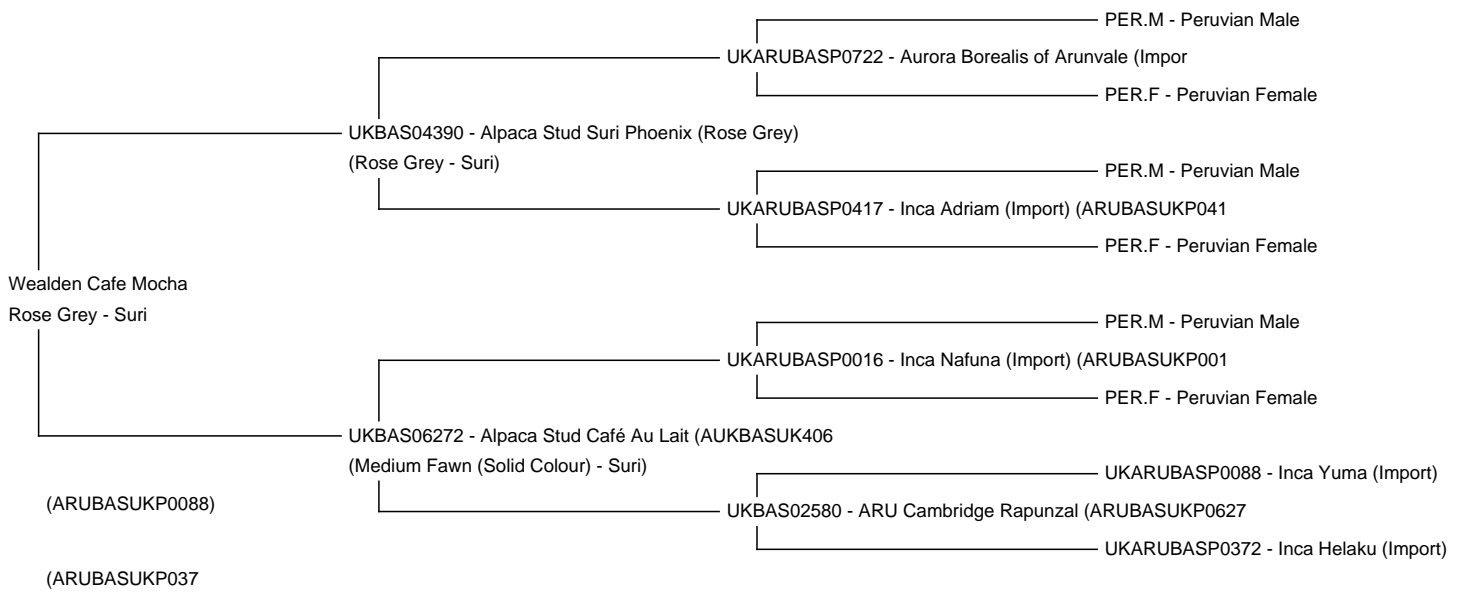 PER.M - Peruvian Male
UKARUBASP0722 - Aurora Borealis of Arunvale (Impor
PER.F - Peruvian Female
UKBAS04390 - Alpaca Stud Suri Phoenix (Rose Grey)
(Rose Grey - Suri)
PER.M - Peruvian Male
UKARUBASP0417 - Inca Adriam (Import) (ARUBASUKP041
PER.F - Peruvian Female
Wealden Cafe Mocha
Rose Grey - Suri
PER.M - Peruvian Male
UKARUBASP0016 - Inca Nafuna (Import) (ARUBASUKP001
PER.F - Peruvian Female
UKBAS06272 - Alpaca Stud Café Au Lait (AUKBASUK406
(Medium Fawn (Solid Colour) - Suri)
UKARUBASP0088 - Inca Yuma (Import)
(ARUBASUKP0088)
UKBAS02580 - ARU Cambridge Rapunzal (ARUBASUKP0627
UKARUBASP0372 - Inca Helaku (Import)
(ARUBASUKP037